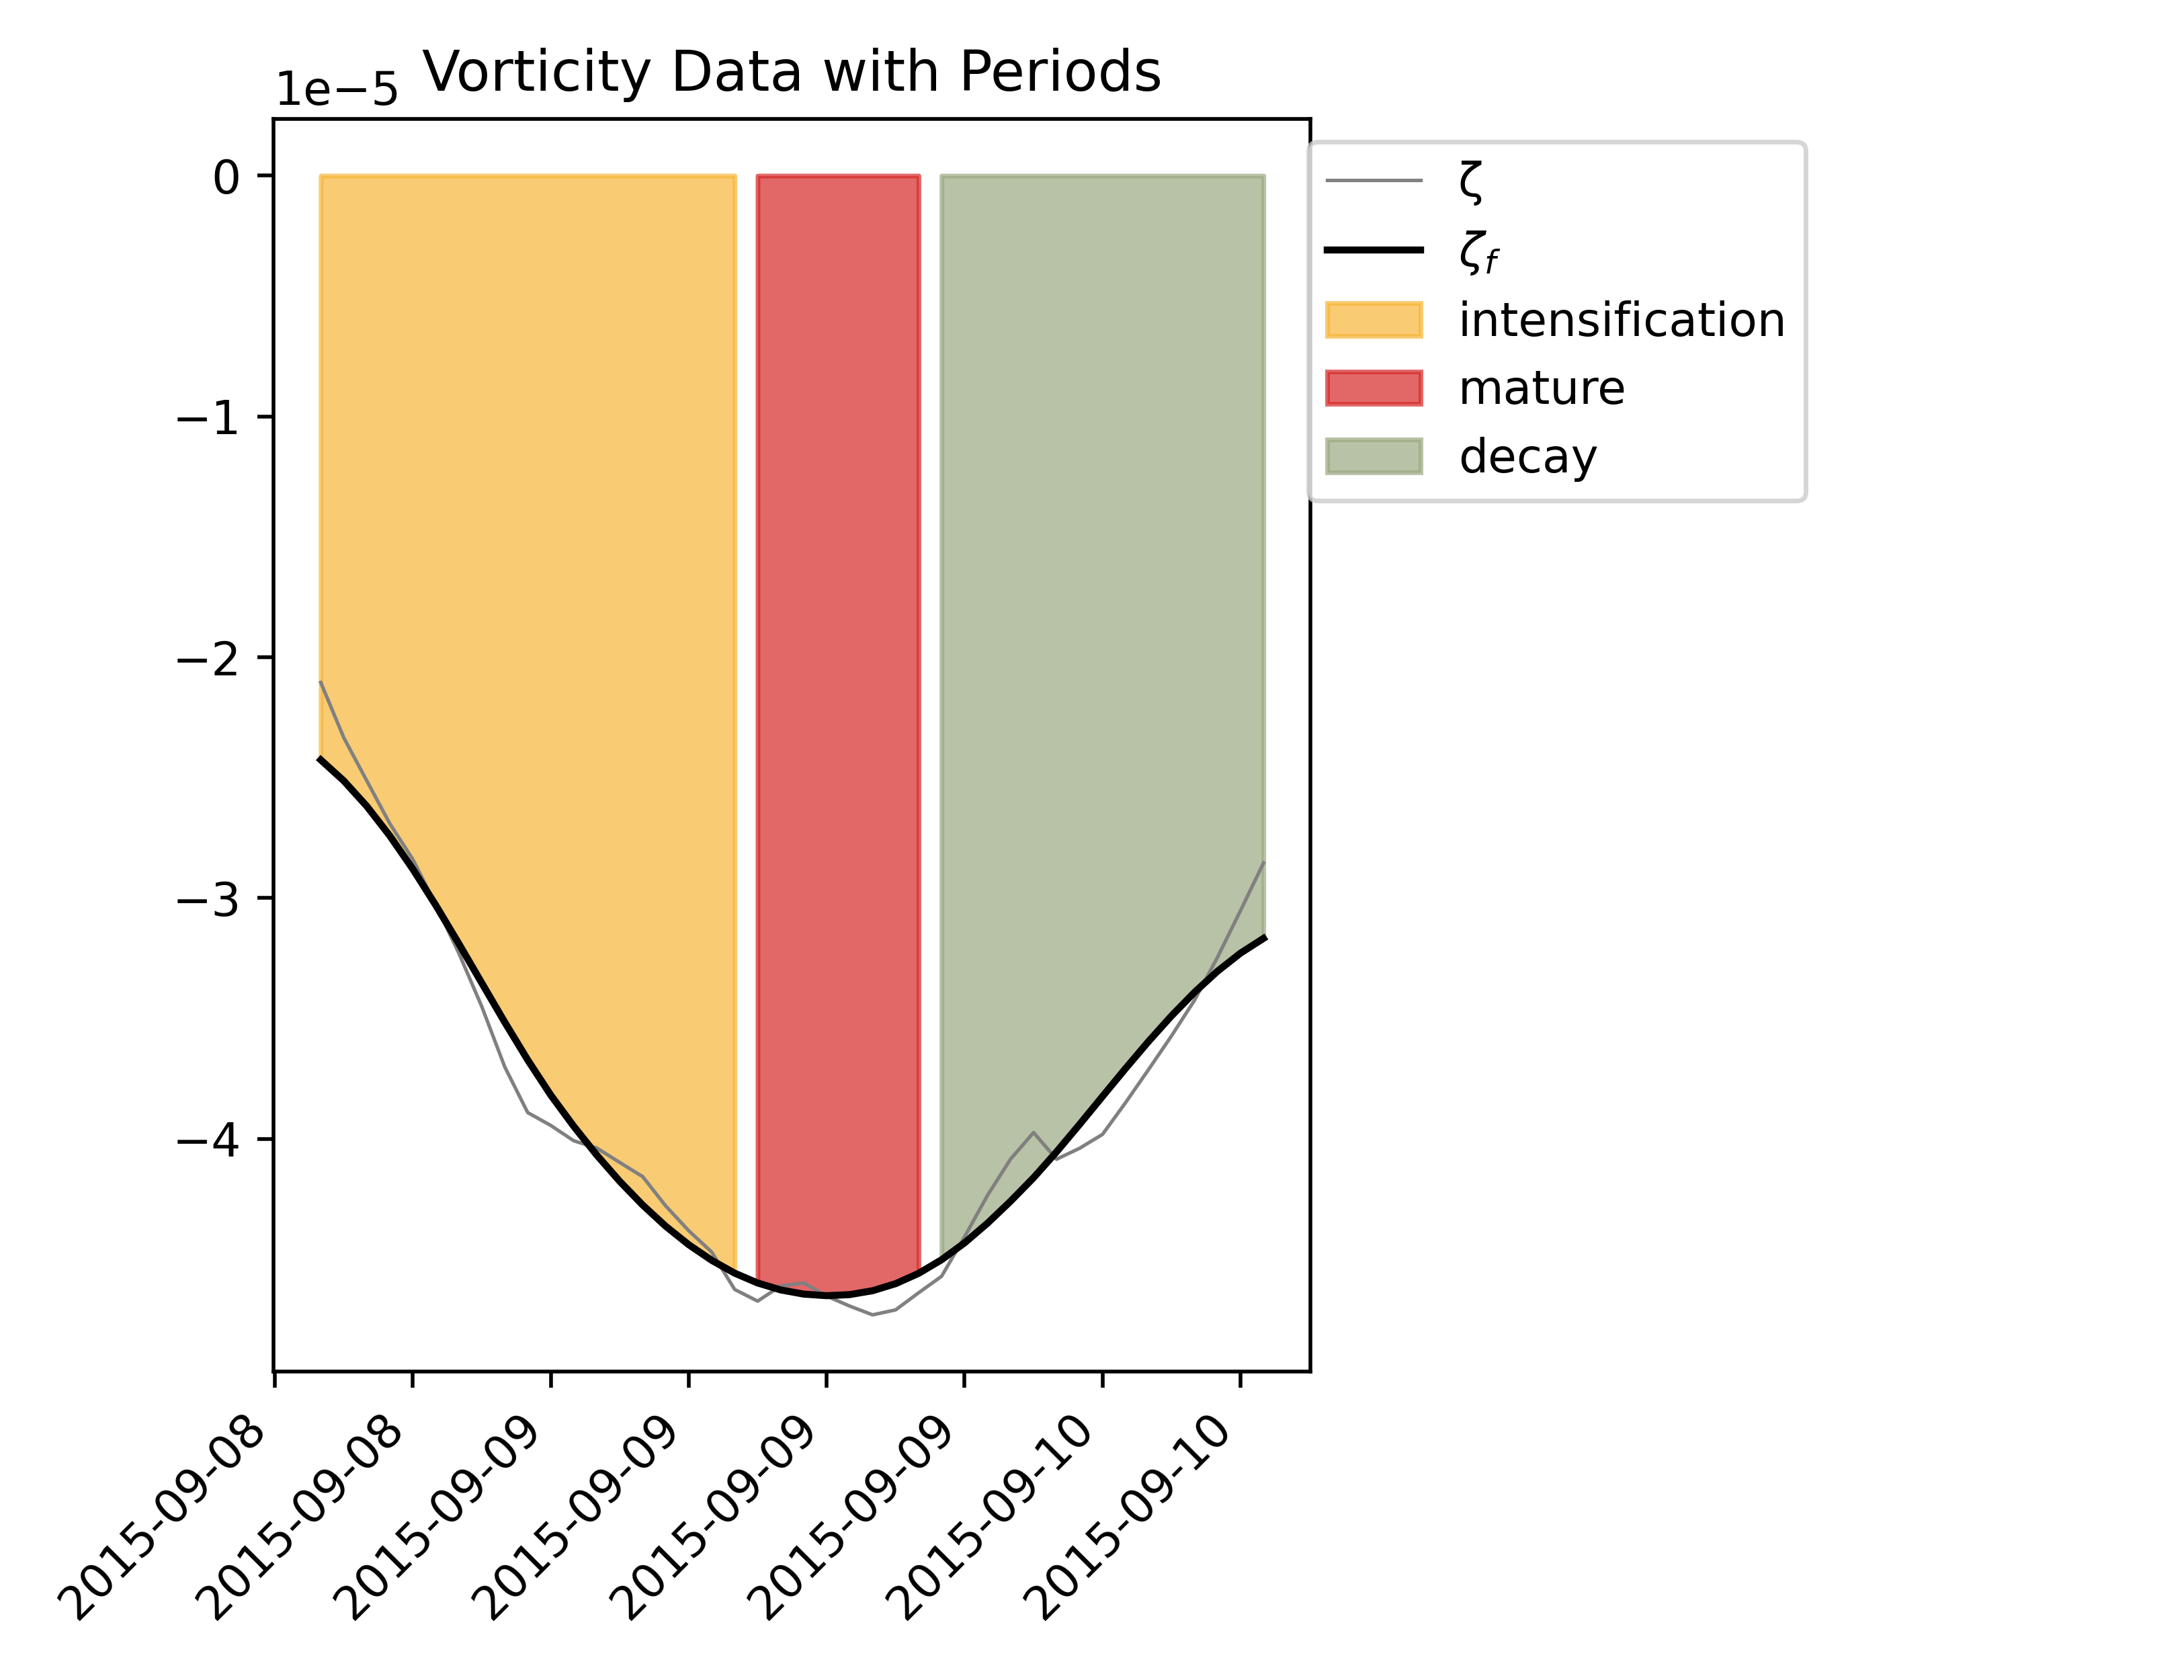 Vorticity Data with Periods
1e−5
0
−1
−2
−3
−4
2015-09-08
2015-09-08
2015-09-09
2015-09-09
2015-09-09
2015-09-09
2015-09-10
2015-09-10
ζ
ζf
intensification
mature
decay